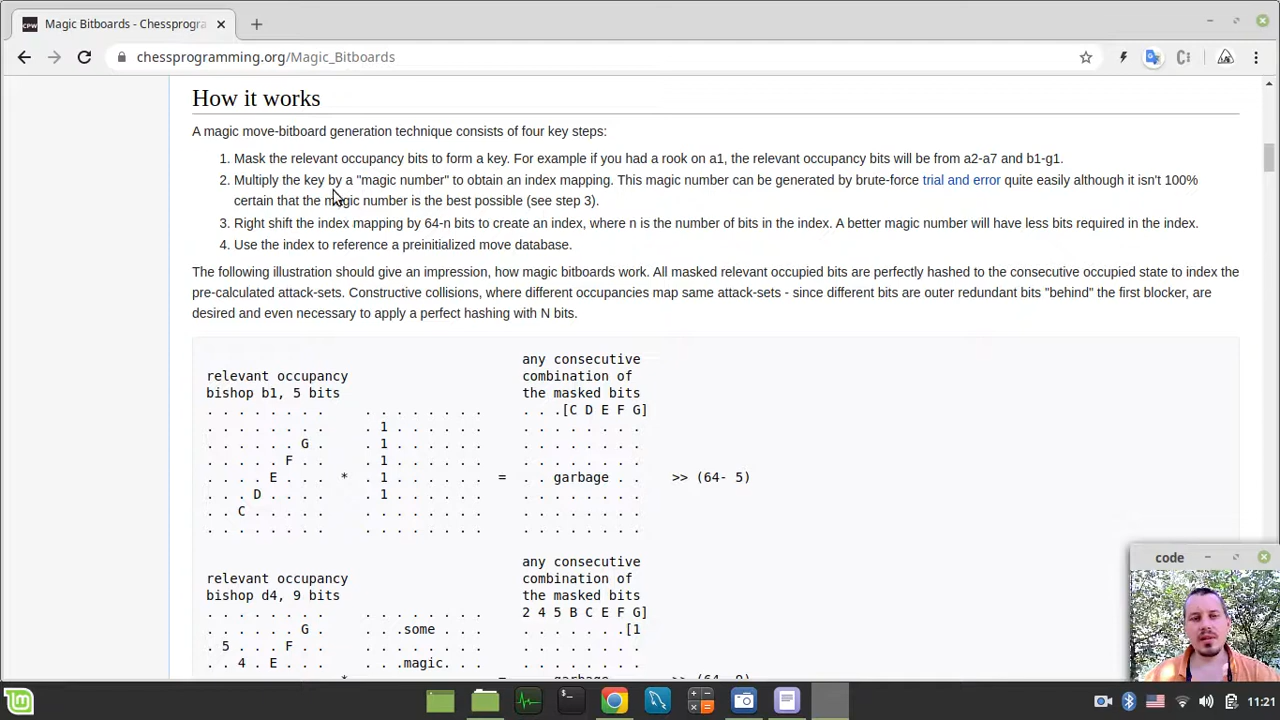 Magic Bitboards - Chessprogra
chessprogramming.org/Magic_Bitboards
How it works
A magic move-bitboard generation technique consists of four key steps:
1. Mask the relevant occupancy bits to form a key. For example if you had a rook on a1, the relevant occupancy bits will be from a2-a7 and b1-g1.
2. Multiply the key by a "magic number" to obtain an index mapping. This magic number can be generated by brute-force trial and error quite easily although it isn't 100%
certain that the magic number is the best possible (see step 3).
3. Right shift the index mapping by 64-n bits to create an index, where n is the number of bits in the index. A better magic number will have less bits required in the index.
4. Use the index to reference a preinitialized move database.
The following illustration should give an impression, how magic bitboards work. All masked relevant occupied bits are perfectly hashed to the consecutive occupied state to index the
pre-calculated attack-sets. Constructive collisions, where different occupancies map same attack-sets - since different bits are outer redundant bits "behind" the first blocker, are
desired and even necessary to apply a perfect hashing with N bits.
any consecutive
relevant occupancy combination of
bishop b1, 5 bits the masked bits
. . . . . . . . . . . . . . . . . . .[C D E F G]
. . . . . . . . . 1 . . . . . . . . . . . . . .
. . . . . . G . . 1 . . . . . . . . . . . . . .
. . . . . F . . . 1 . . . . . . . . . . . . . .
. . . . E . . . * . 1 . . . . . . = . . garbage . . >> (64- 5)
. . . D . . . . . 1 . . . . . . . . . . . . . .
. . C . . . . . . . . . . . . . . . . . . . . .
. . . . . . . . . . . . . . . . . . . . . . . .
any consecutive
relevant occupancy combination of
bishop d4, 9 bits the masked bits
. . . . . . . . . . . . . . . . 2 4 5 B C E F G]
. . . . . . G . . . .some . . . . . . . . . .[1
. 5 . . . F . . . . . . . . . . . . . . . . . .
. . 4 . E . . . . . .magic. . . . . . . . . . .
* = garbage >> (64- 9)
code
11:21